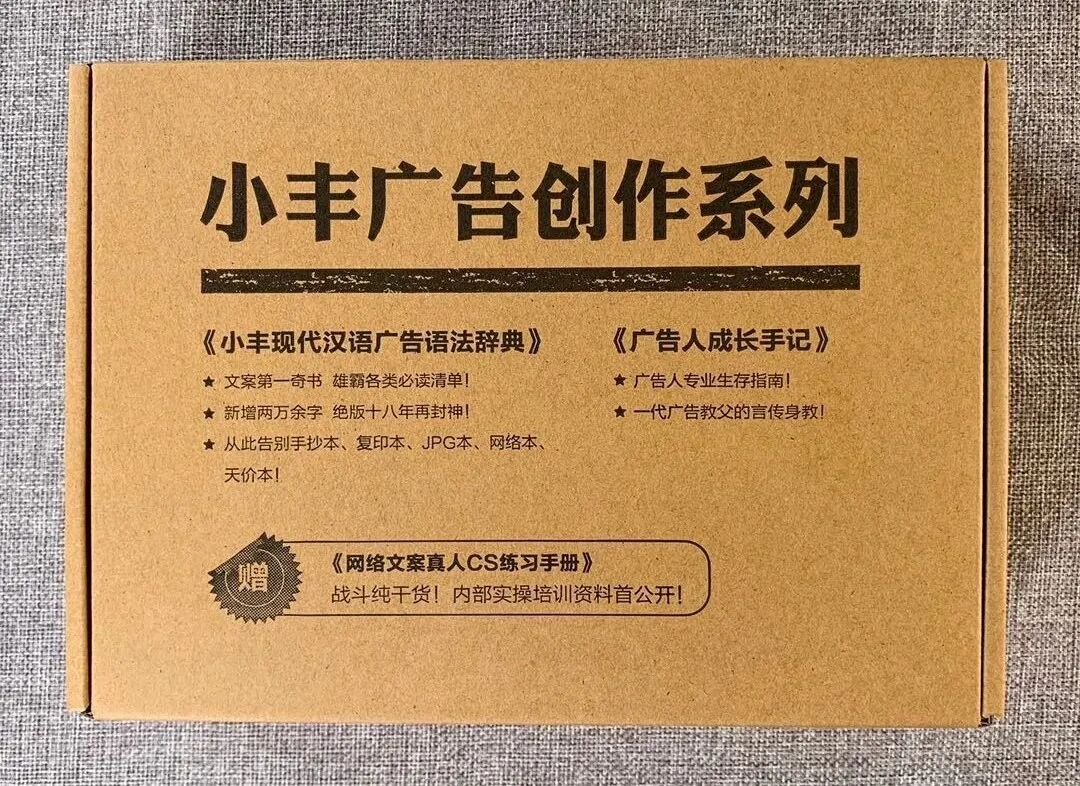 小丰广告创作系列
《小丰现代汉语广告语法辞典》
★ 文案第一奇书 雄霸各类必读清单！
★ 新增两万余字 绝版十八年再封神！
★ 从此告别手抄本、复印本、JPG本、网络本、
天价本！
《广告人成长手记》
★ 广告人专业生存指南！
★ 一代广告教父的言传身教！
赠
《网络文案真人CS练习手册》
战斗纯干货！内部实操培训资料首公开！